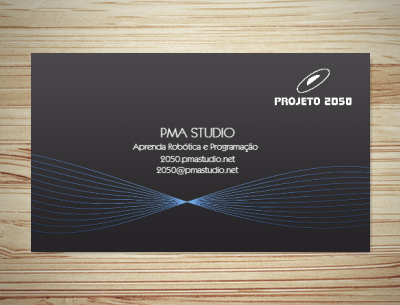 PROJETO 2050
PMA STUDIO
Aprenda Robótica e Programação
2050.pmastudio.net
2050@pmastudio.net